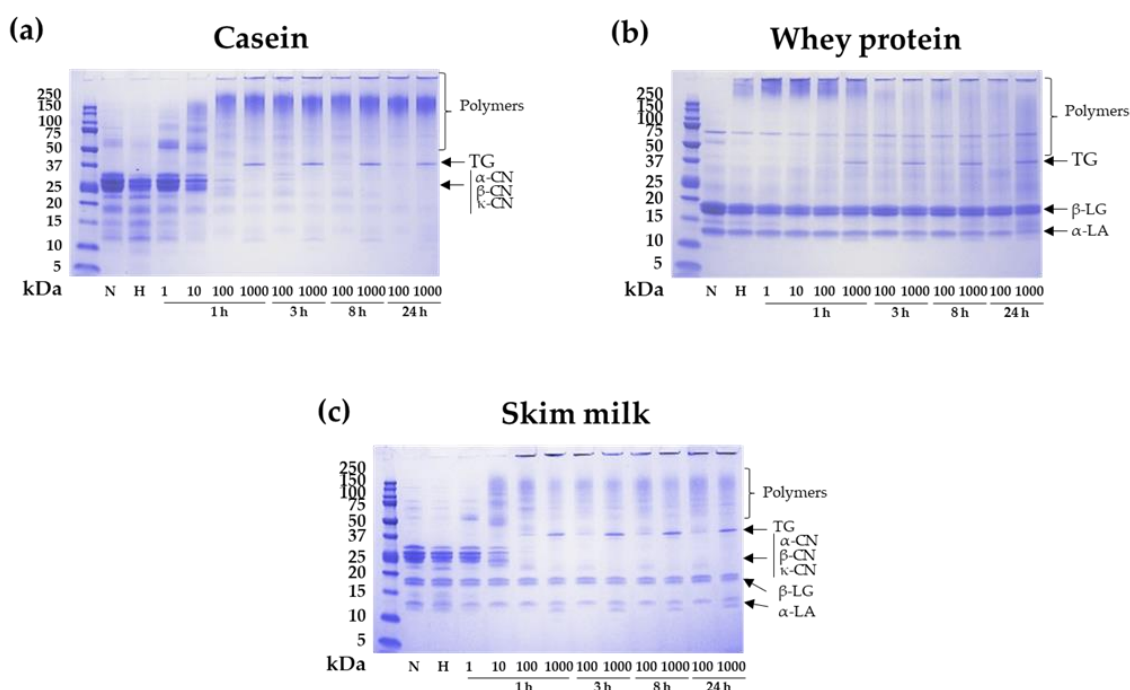 (a) Casein
250
150
100
75
50
37
25
20
15
10
5
kDa
Polymers
TG
α-CN
β-CN
κ-CN
N H 1 10 100 1000 100 1000 100 1000 100 1000
1 h 3 h 8 h 24 h
(b) Whey protein
250
150
100
75
50
37
25
20
15
10
5
kDa
Polymers
TG
β-LG
α-LA
N H 1 10 100 1000 100 1000 100 1000 100 1000
1 h 3 h 8 h 24 h
(c) Skim milk
250
150
100
75
50
37
25
20
15
10
5
kDa
Polymers
TG
α-CN
β-CN
κ-CN
β-LG
α-LA
N H 1 10 100 1000 100 1000 100 1000 100 1000
1 h 3 h 8 h 24 h